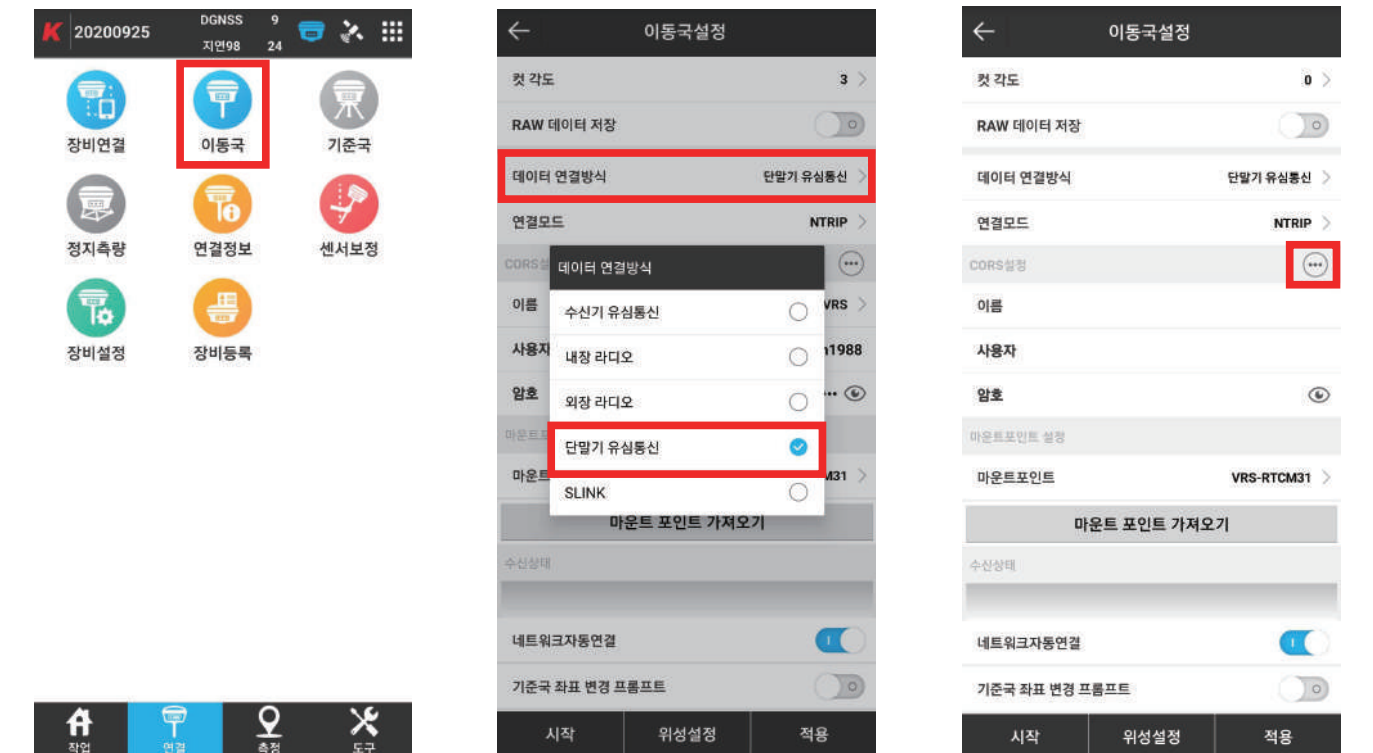 K 20200925 DGNSS 9
지연98 24
장비연결 이동국 기준국
정지측량 연결정보 센서보정
장비설정 장비등록
작업 연결 측정 도구
이동국설정
컷 각도 3
RAW 데이터 저장
데이터 연결방식 단말기 유심통신
연결모드 NTRIP
CORS설
데이터 연결방식
이름 VRS
수신기 유심통신
사용자 1988
내장 라디오
암호
외장 라디오
단말기 유심통신
마운트 M31
SLINK
마운트 포인트 가져오기
수신상태
네트워크자동연결
기준국 좌표 변경 프롬프트
시작 위성설정 적용
이동국설정
컷 각도 0
RAW 데이터 저장
데이터 연결방식 단말기 유심통신
연결모드 NTRIP
CORS설정
이름
사용자
암호
마운트포인트 설정
마운트포인트 VRS-RTCM31
마운트 포인트 가져오기
수신상태
네트워크자동연결
기준국 좌표 변경 프롬프트
시작 위성설정 적용